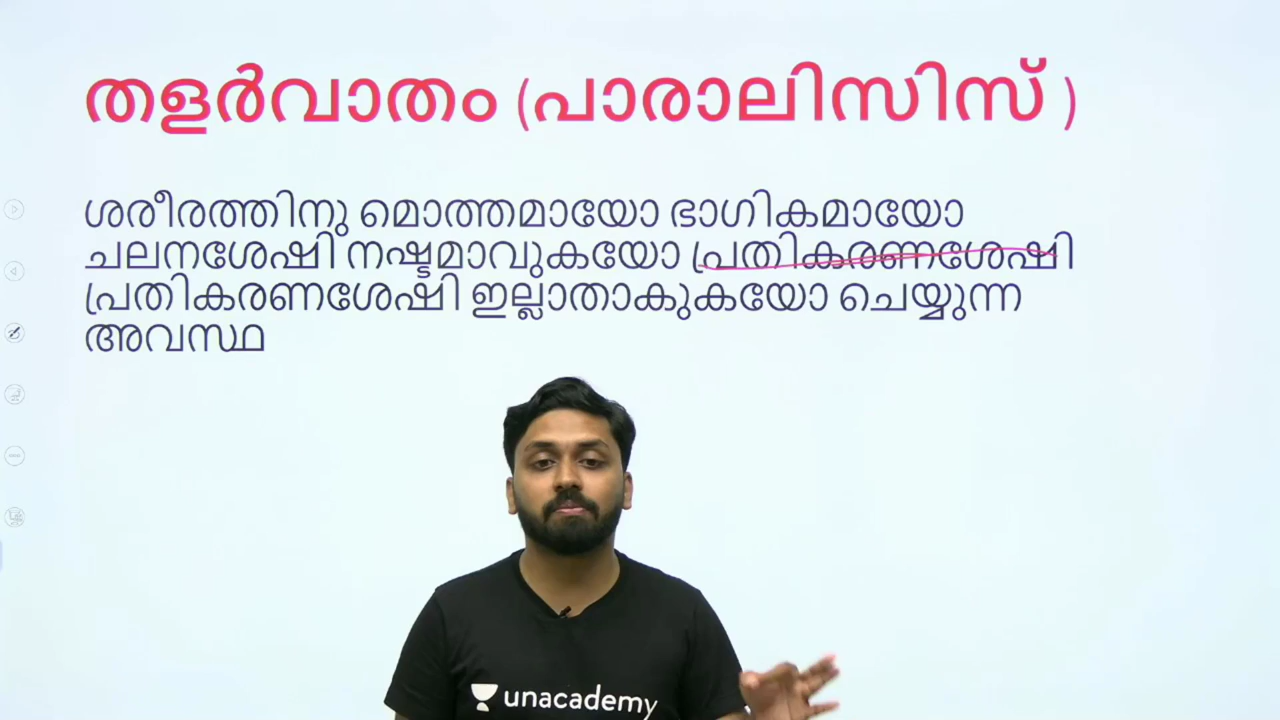 തളർവാതം (പാരാലിസിസ് )
ശരീരത്തിനു മൊത്തമായോ ഭാഗികമായോ
ചലനശേഷി നഷ്ടമാവുകയോ പ്രതികരണശേഷി
പ്രതികരണശേഷി ഇല്ലാതാകുകയോ ചെയ്യുന്ന
അവസ്ഥ
unacademy